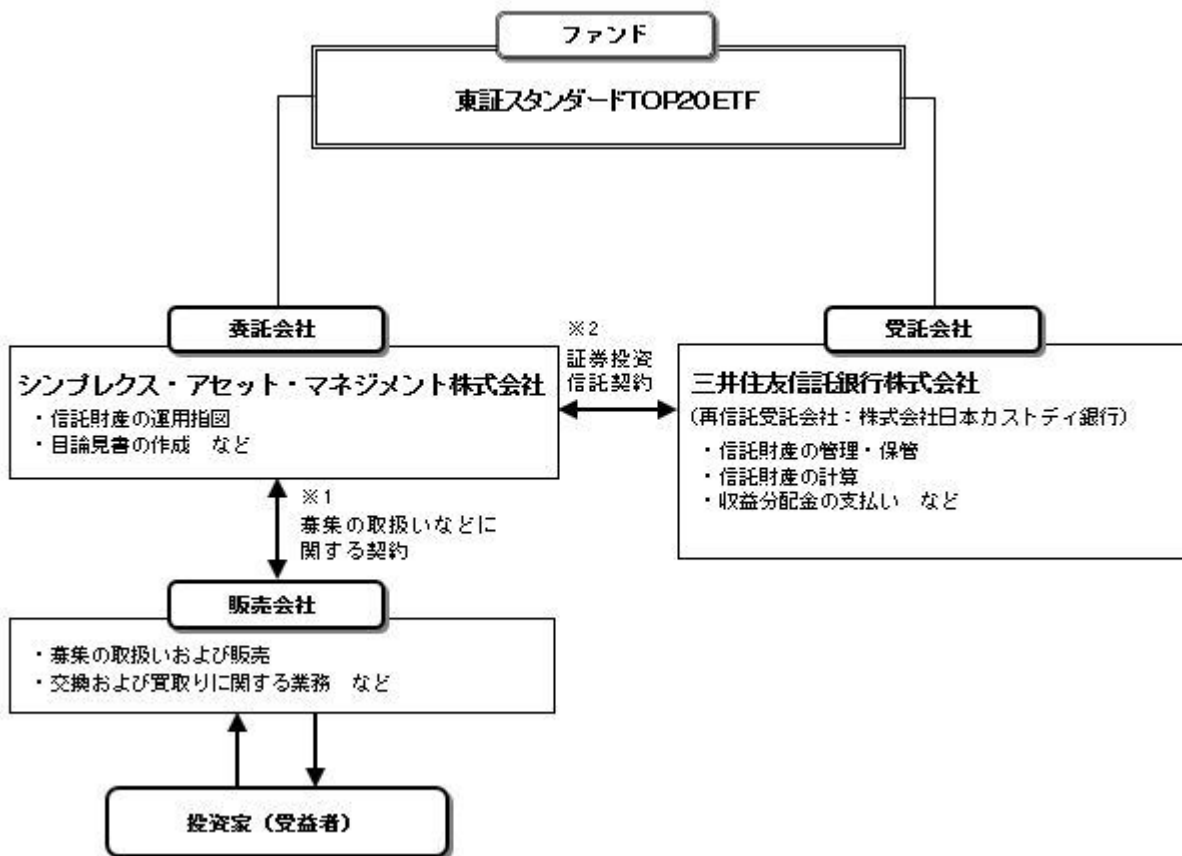 ファンド
東証スタンダードTOP20ETF
委託会社
シンプレクス・アセット・マネジメント株式会社
・信託財産の運用指図
・目論見書の作成　など
※2
証券投資
信託契約
受託会社
三井住友信託銀行株式会社
(再信託受託会社：株式会社日本カストディ銀行)
・信託財産の管理・保管
・信託財産の計算
・収益分配金の支払い　など
※1
募集の取扱いなどに
関する契約
販売会社
・募集の取扱いおよび販売
・交換および買取りに関する業務　など
投資家（受益者）